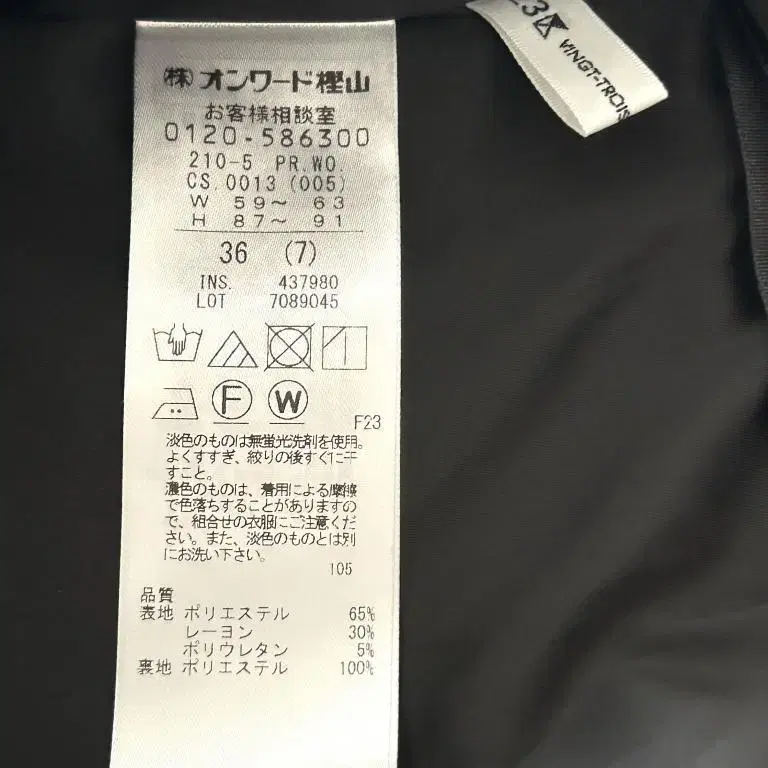 (株)オンワード樫山
お客様相談室
0120-586300
210-5 PR.WO.
CS.0013 (005)
W 59~ 63
H 87~ 91
36 (7)
INS. 437980
LOT 7089045
F
W
F23
淡色のものは無蛍光洗剤を使用。
よくすすぎ、絞りの後すぐに干
すこと。
濃色のものは、着用による摩擦
で色落ちすることがありますの
で、組合せの衣服にご注意くだ
さい。また、淡色のものとは別
にお洗い下さい。
105
品質
表地 ポリエステル 65%
レーヨン 30%
ポリウレタン 5%
裏地 ポリエステル 100%
23区
VINGT-TROIS